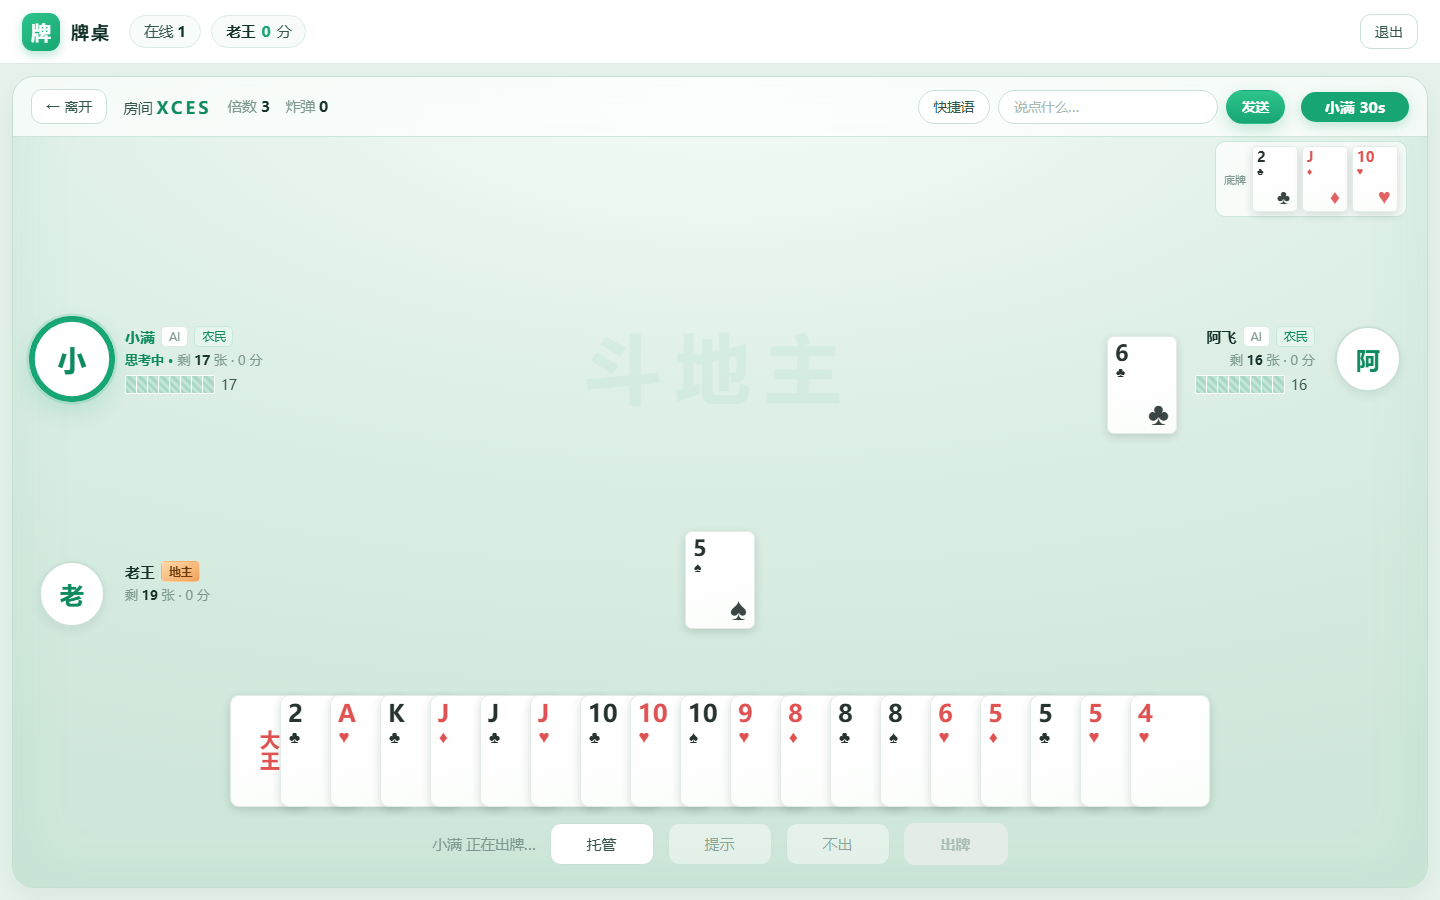 牌 牌桌 在线 1 老王 0 分 退出
← 离开 房间 XCES 倍数 3 炸弹 0 快捷语 说点什么... 发送 小满 30s
底牌 2♣ J♦ 10♥
斗地主
小 小满 AI 农民
思考中 • 剩 17 张 · 0 分
17
6♣
阿飞 AI 农民 阿
剩 16 张 · 0 分
16
5♠
老 老王 地主
剩 19 张 · 0 分
大王 2♣ A♥ K♣ J♦ J♣ J♥ 10♣ 10♥ 10♠ 9♥ 8♦ 8♣ 8♠ 6♥ 5♦ 5♣ 5♥ 4♥
小满 正在出牌... 托管 提示 不出 出牌